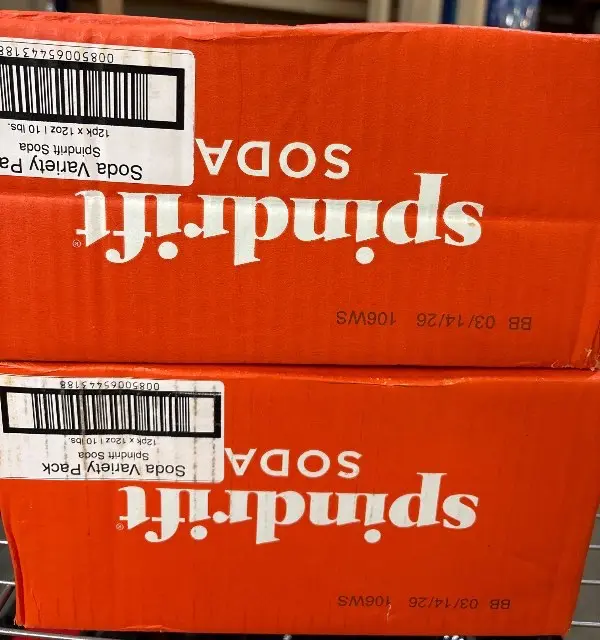 BB 03/14/26 106WS
spindrift®
SODA
Soda Variety Pack
Spindrift Soda
12pk x 12oz | 10 lbs.
00850065443188
BB 03/14/26 106WS
spindrift®
SODA
Soda Variety Pa
Spindrift Soda
12pk x 12oz | 10 lbs.
00850065443188